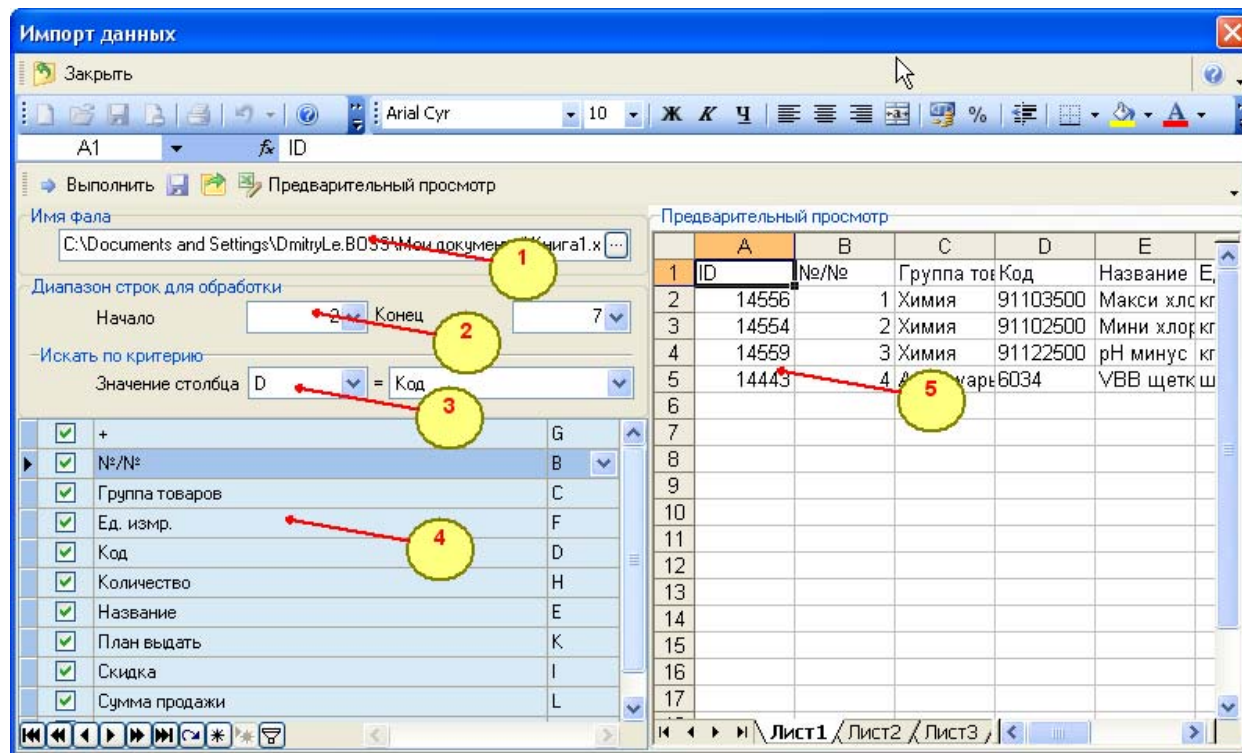 Импорт данных
Закрыть
Arial Cyr 10 Ж К Ч %
A1 fx ID
Выполнить Предварительный просмотр
Имя фала
C:\Documents and Settings\DmitryLe.BOSS\Мои докумен Книга1.x ...
1
Диапазон строк для обработки
Начало 2 Конец 7
2
Искать по критерию
Значение столбца D = Код
3
+ G
№/№ B
Группа товаров C
Ед. измр. F
4
Код D
Количество H
Название E
План выдать K
Скидка I
Сумма продажи L
Предварительный просмотр
A B C D E
1 ID №/№ Группа тов Код Название Е
2 14556 1 Химия 91103500 Макси хло кг
3 14554 2 Химия 91102500 Мини хлор кг
4 14559 3 Химия 91122500 pH минус кг
5 14443 4 6034 VBB щетк ш
5
6
7
8
9
10
11
12
13
14
15
16
17
Лист1 Лист2 Лист3